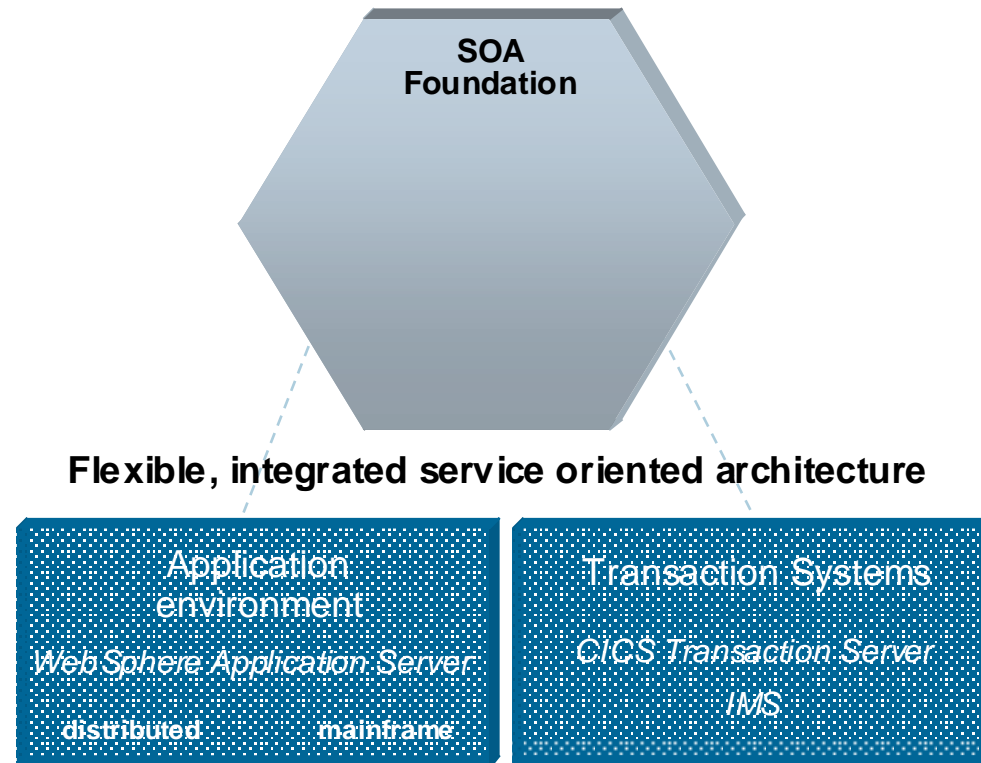 SOA
Foundation
Flexible, integrated service oriented architecture
Application
environment
WebSphere Application Server
distributed mainframe
Transaction Systems
CICS Transaction Server
IMS